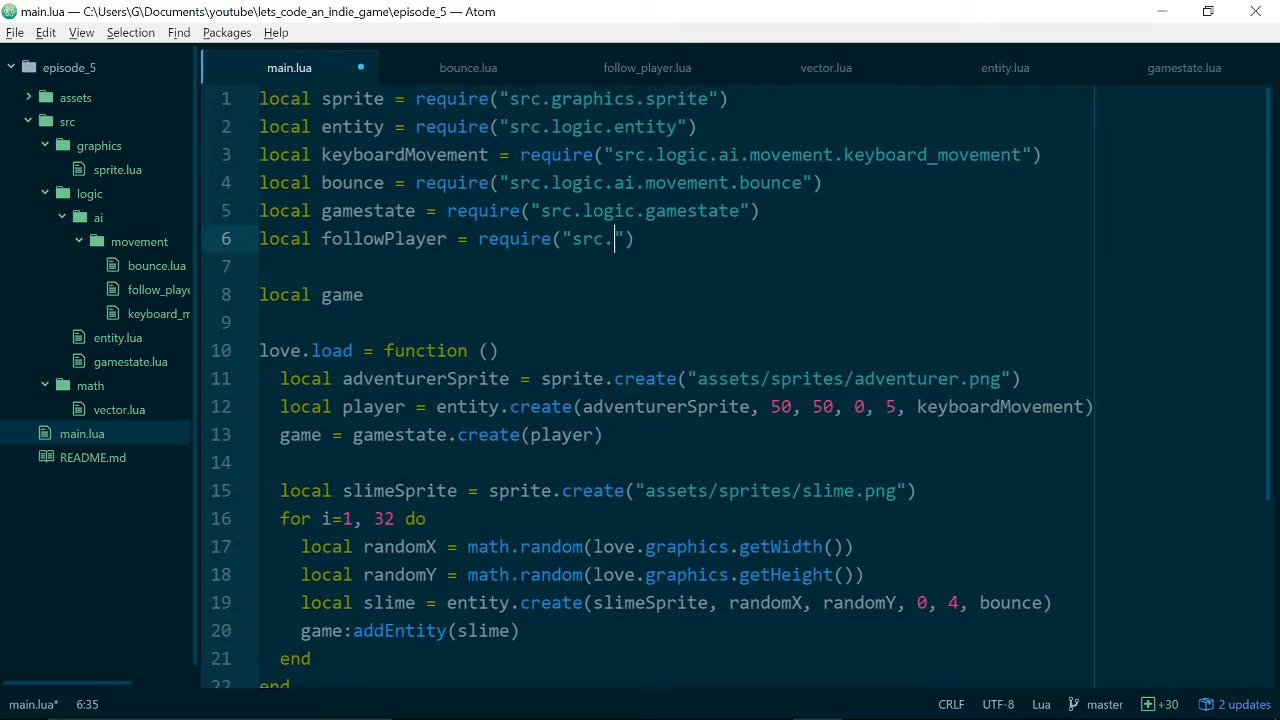 main.lua — C:\Users\G\Documents\youtube\lets_code_an_indie_game\episode_5 — Atom
File Edit View Selection Find Packages Help
episode_5
assets
src
graphics
sprite.lua
logic
ai
movement
bounce.lua
follow_playe
keyboard_m
entity.lua
gamestate.lua
math
vector.lua
main.lua
README.md
main.lua bounce.lua follow_player.lua vector.lua entity.lua gamestate.lua
1 local sprite = require("src.graphics.sprite")
2 local entity = require("src.logic.entity")
3 local keyboardMovement = require("src.logic.ai.movement.keyboard_movement")
4 local bounce = require("src.logic.ai.movement.bounce")
5 local gamestate = require("src.logic.gamestate")
6 local followPlayer = require("src.")
7
8 local game
9
10 love.load = function ()
11 local adventurerSprite = sprite.create("assets/sprites/adventurer.png")
12 local player = entity.create(adventurerSprite, 50, 50, 0, 5, keyboardMovement)
13 game = gamestate.create(player)
14
15 local slimeSprite = sprite.create("assets/sprites/slime.png")
16 for i=1, 32 do
17 local randomX = math.random(love.graphics.getWidth())
18 local randomY = math.random(love.graphics.getHeight())
19 local slime = entity.create(slimeSprite, randomX, randomY, 0, 4, bounce)
20 game:addEntity(slime)
21 end
22 end
main.lua* 6:35 CRLF UTF-8 Lua master +30 2 updates